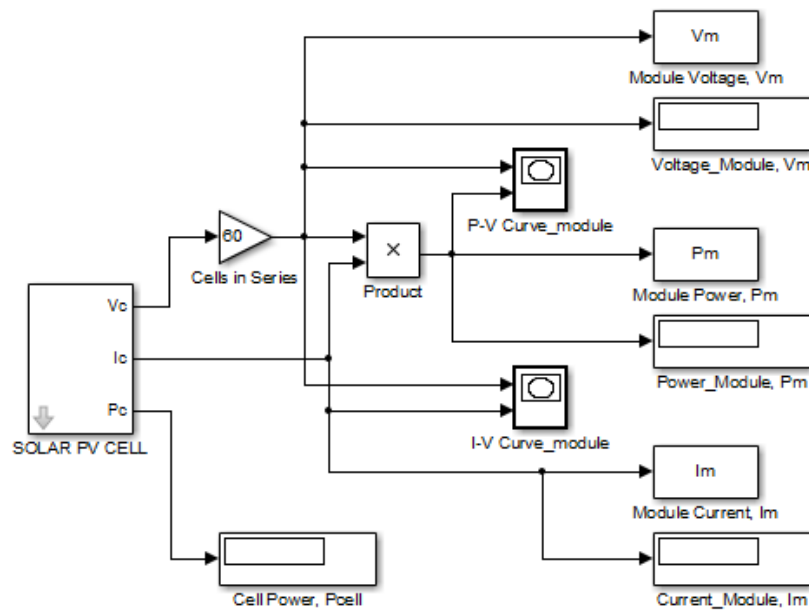 Vm
Module Voltage, Vm
Voltage_Module, Vm
P-V Curve_module
60
Cells in Series
×
Product
Pm
Module Power, Pm
Vc
Ic
Pc
SOLAR PV CELL
Power_Module, Pm
I-V Curve_module
Im
Module Current, Im
Cell Power, Pcell
Current_Module, Im